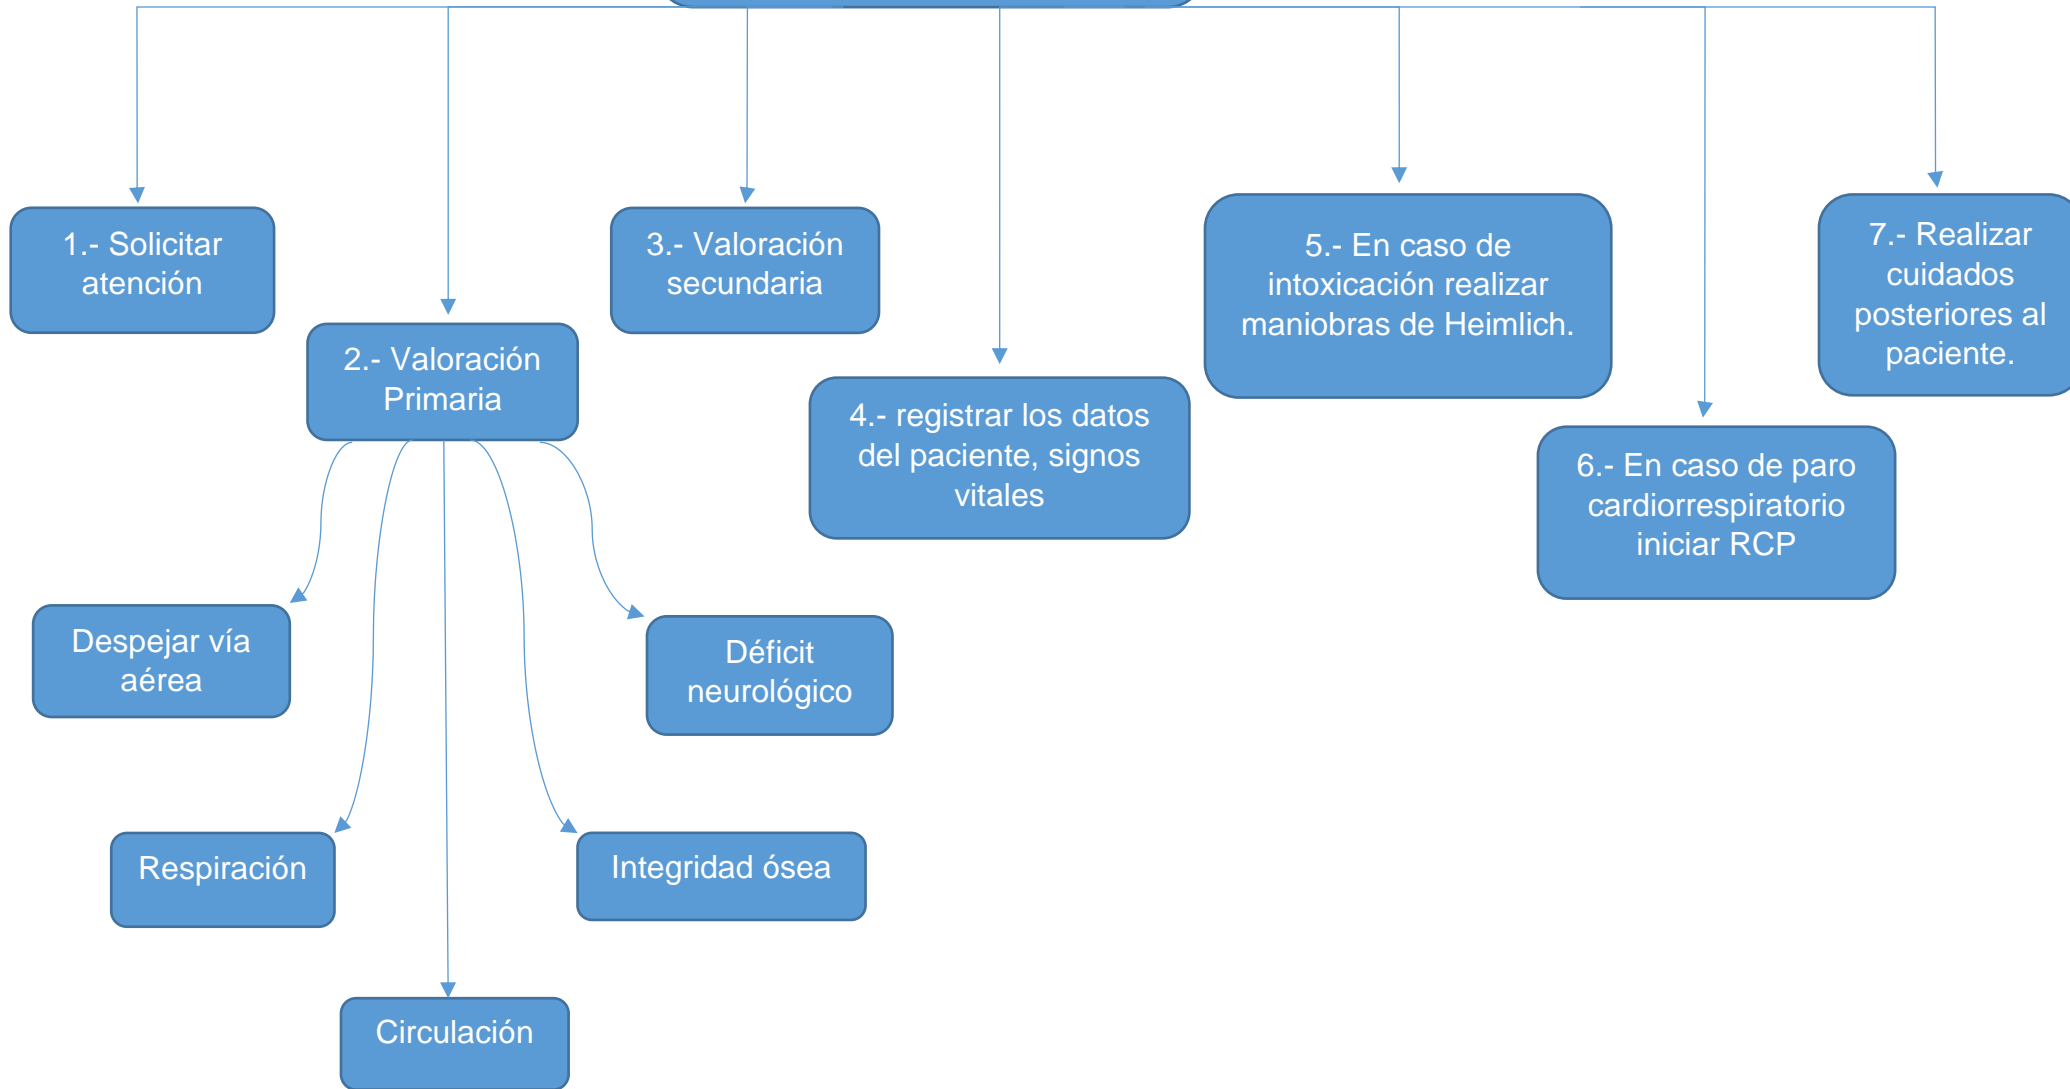 1.- Solicitar
atención
2.- Valoración
Primaria
3.- Valoración
secundaria
4.- registrar los datos
del paciente, signos
vitales
5.- En caso de
intoxicación realizar
maniobras de Heimlich.
6.- En caso de paro
cardiorrespiratorio
iniciar RCP
7.- Realizar
cuidados
posteriores al
paciente.
Despejar vía
aérea
Respiración
Circulación
Integridad ósea
Déficit
neurológico